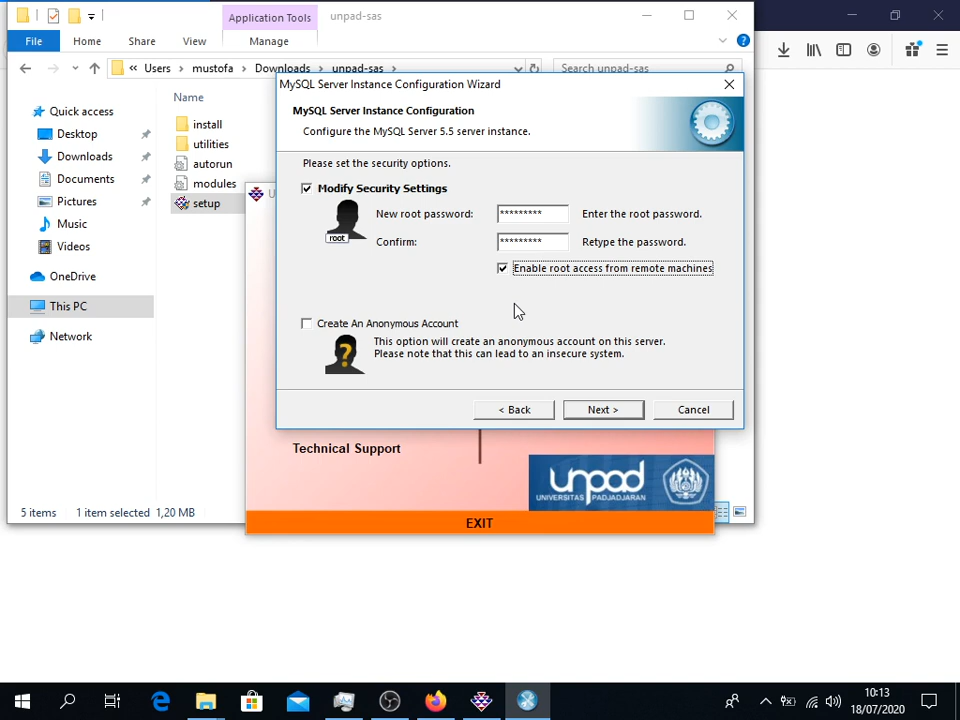 Application Tools
unpad-sas
File
Home
Share
View
Manage
« Users > mustofa > Downloads > unpad-sas >
Search unpad-sas
Name
Quick access
Desktop
Downloads
Documents
Pictures
Music
Videos
OneDrive
This PC
Network
install
utilities
autorun
modules
setup
MySQL Server Instance Configuration Wizard
MySQL Server Instance Configuration
Configure the MySQL Server 5.5 server instance.
Please set the security options.
Modify Security Settings
root
New root password:
*********
Enter the root password.
Confirm:
*********
Retype the password.
Enable root access from remote machines
Create An Anonymous Account
This option will create an anonymous account on this server.
Please note that this can lead to an insecure system.
< Back
Next >
Cancel
Technical Support
unpad
UNIVERSITAS PADJADJARAN
EXIT
5 items
1 item selected 1,20 MB
10:13
18/07/2020